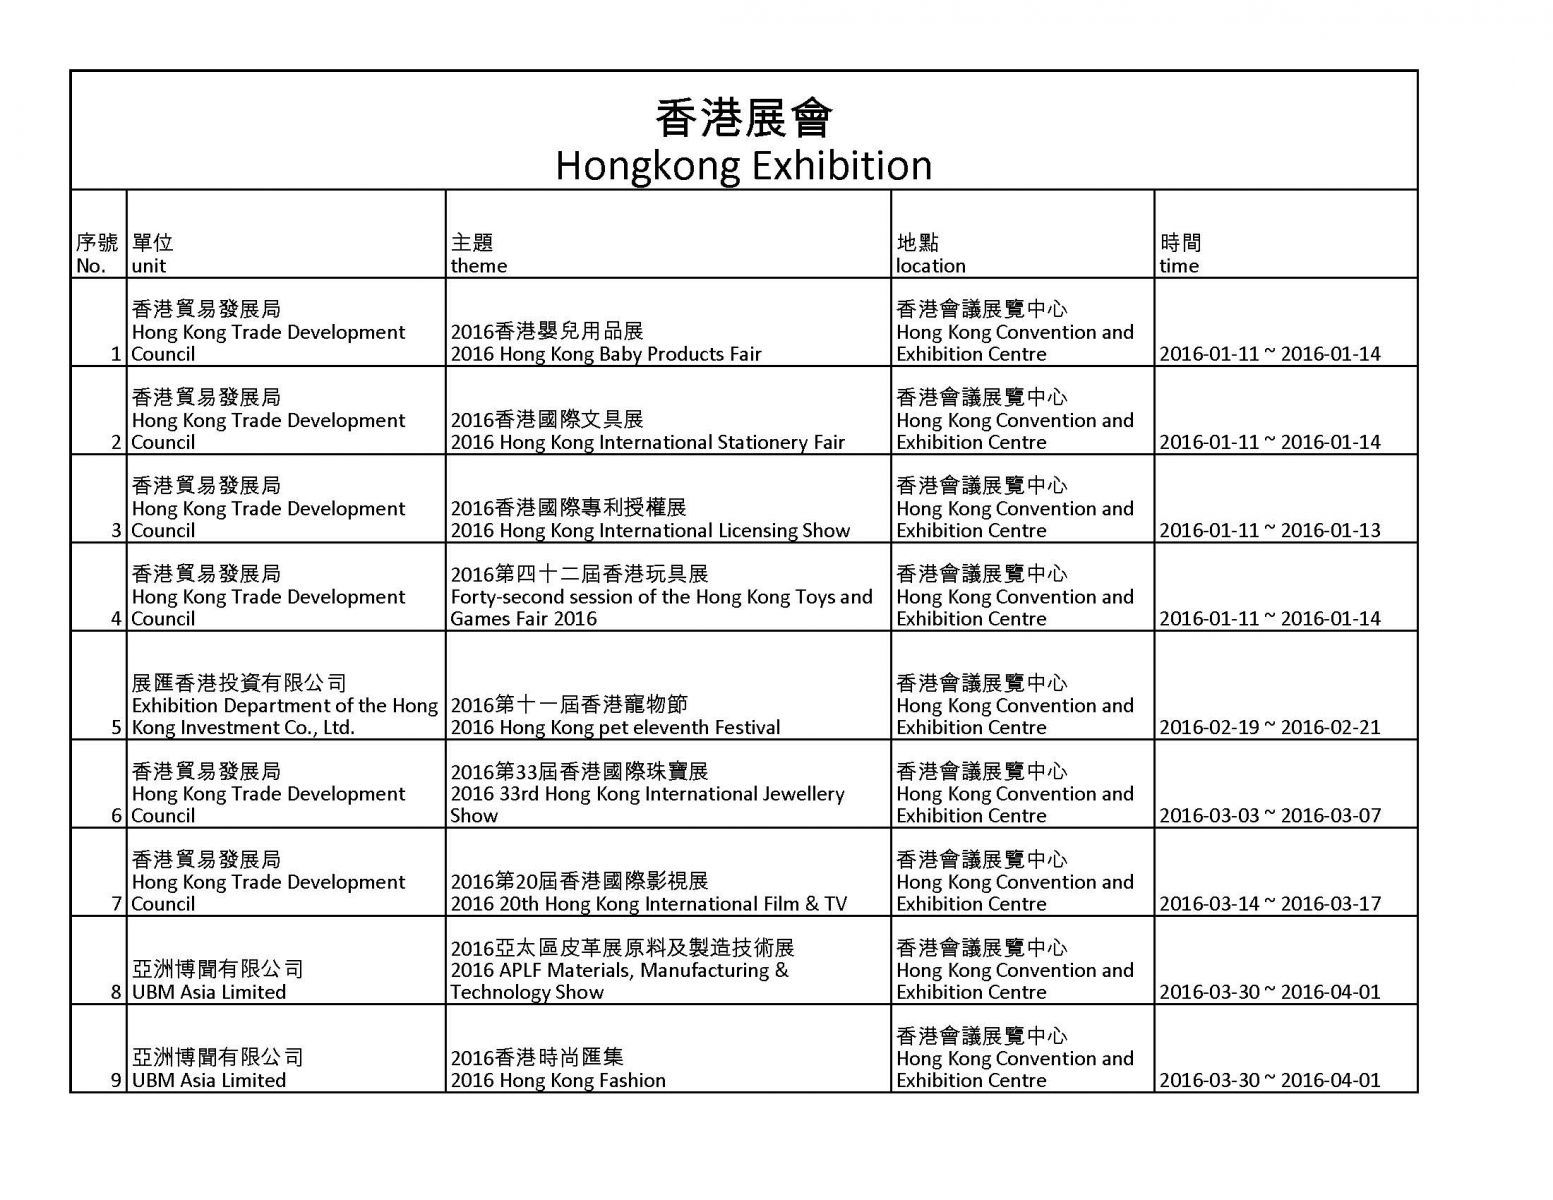 香港展會
Hongkong Exhibition
序號 單位 主題 地點 時間
No. unit theme location time
香港貿易發展局 香港會議展覽中心
Hong Kong Trade Development 2016香港嬰兒用品展 Hong Kong Convention and
1 Council 2016 Hong Kong Baby Products Fair Exhibition Centre 2016-01-11 ~ 2016-01-14
香港貿易發展局 香港會議展覽中心
Hong Kong Trade Development 2016香港國際文具展 Hong Kong Convention and
2 Council 2016 Hong Kong International Stationery Fair Exhibition Centre 2016-01-11 ~ 2016-01-14
香港貿易發展局 香港會議展覽中心
Hong Kong Trade Development 2016香港國際專利授權展 Hong Kong Convention and
3 Council 2016 Hong Kong International Licensing Show Exhibition Centre 2016-01-11 ~ 2016-01-13
香港貿易發展局 2016第四十二屆香港玩具展 香港會議展覽中心
Hong Kong Trade Development Forty-second session of the Hong Kong Toys and Hong Kong Convention and
4 Council Games Fair 2016 Exhibition Centre 2016-01-11 ~ 2016-01-14
展匯香港投資有限公司 香港會議展覽中心
Exhibition Department of the Hong 2016第十一屆香港寵物節 Hong Kong Convention and
5 Kong Investment Co., Ltd. 2016 Hong Kong pet eleventh Festival Exhibition Centre 2016-02-19 ~ 2016-02-21
香港貿易發展局 2016第33屆香港國際珠寶展 香港會議展覽中心
Hong Kong Trade Development 2016 33rd Hong Kong International Jewellery Hong Kong Convention and
6 Council Show Exhibition Centre 2016-03-03 ~ 2016-03-07
香港貿易發展局 香港會議展覽中心
Hong Kong Trade Development 2016第20屆香港國際影視展 Hong Kong Convention and
7 Council 2016 20th Hong Kong International Film & TV Exhibition Centre 2016-03-14 ~ 2016-03-17
2016亞太區皮革展原料及製造技術展 香港會議展覽中心
亞洲博聞有限公司 2016 APLF Materials, Manufacturing & Hong Kong Convention and
8 UBM Asia Limited Technology Show Exhibition Centre 2016-03-30 ~ 2016-04-01
香港會議展覽中心
亞洲博聞有限公司 2016香港時尚匯集 Hong Kong Convention and
9 UBM Asia Limited 2016 Hong Kong Fashion Exhibition Centre 2016-03-30 ~ 2016-04-01